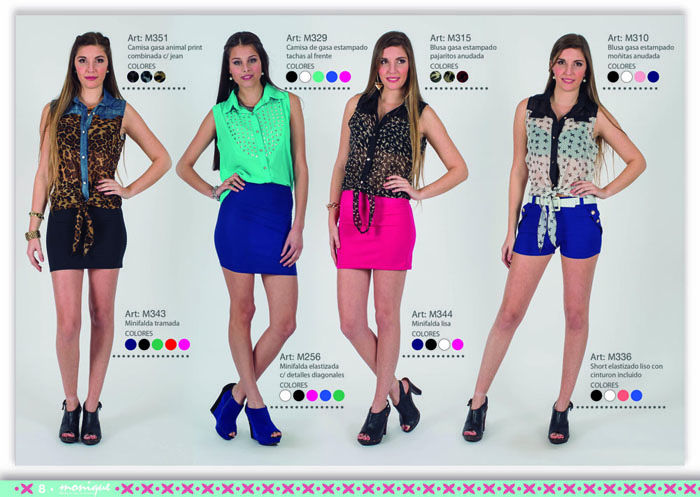 Art: M351
Camisa gasa animal print
combinada c/ jean
COLORES
Art: M329
Camisa de gasa estampado
tachas al frente
COLORES
Art: M315
Blusa gasa estampado
pajaritos anudada
COLORES
Art: M310
Blusa gasa estampado
moñitas anudada
COLORES
Art: M343
Minifalda tramada
COLORES
Art: M256
Minifalda elastizada
c/ detalles diagonales
COLORES
Art: M344
Minifalda lisa
COLORES
Art: M336
Short elastizado liso con
cinturon incluido
COLORES
8 - monique